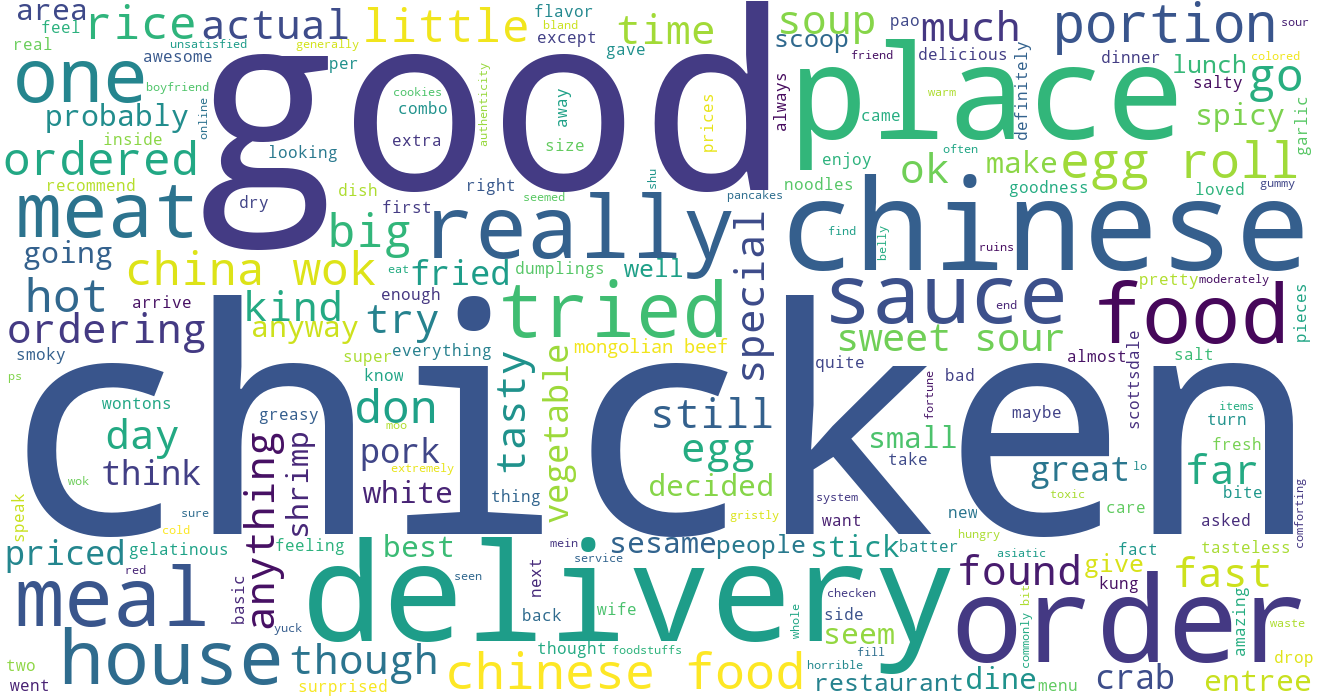 area
feel
rice
actual
little
flavor
except
time
gave
soup
scoop
pao
much
friend
delicious
portion
sour
real
unsatisfied
generally
bland
awesome
per
good
place
dinner
colored
lunch
go
salty
one
boyfriend
online
cookies
combo
authenticity
away
prices
always
warm
definitely
probably
extra
size
came
spicy
garlic
inside
looking
often
ordered
enjoy
ok
make
egg roll
recommend
dish
right
shu
noodles
goodness
loved
gummy
meat
dry
first
seemed
pancakes
really
chinese
big
find
belly
ruins
going
china wok
eat
fried
dumplings
well
special
hot
arrive
kind
enough
tried
sauce
end
pretty
moderately
food
pieces
ordering
anyway
try
smoky
super
everything
mongolian beef
sweet sour
almost
scottsdale
salt
ps
know
quite
bad
fortune
chicken
wontons
greasy
don
tasty
vegetable
still
maybe
items
turn
day
moo
egg
small
fresh
think
anything
shrimp
pork
extremely
take
great
lo
far
wok
white
thing
decided
system
new
toxic
bite
speak
sure
cold
gristly
want
care
asked
comforting
priced
gelatinous
feeling
best
mein
service
sesame
people
stick
batter
hungry
asiatic
fact
tasteless
red
basic
seen
next
found
give
kung
fast
meal
delivery
checken
order
commonly
bit
yuck
back
wife
whole
side
seem
amazing
waste
house
though
thought
foodstuffs
fill
drop
two
went
surprised
chinese food
horrible
restaurant
dine
menu
crab
entree